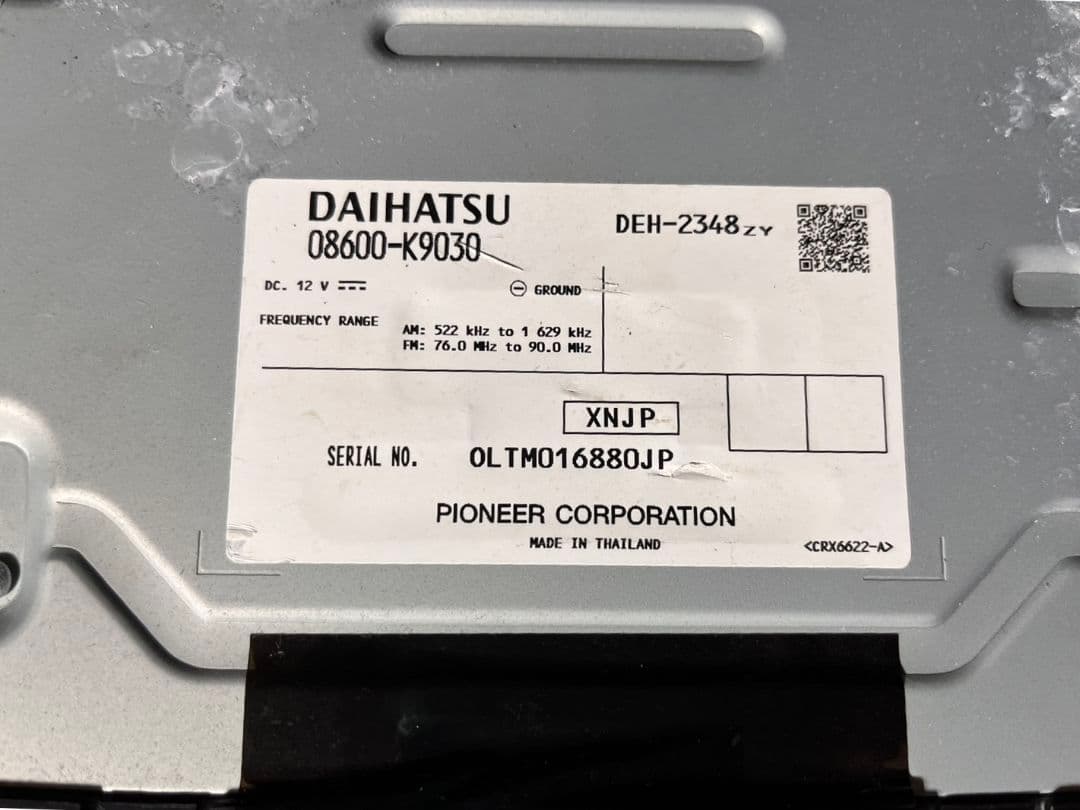 DAIHATSU
08600-K9030
DEH-2348ZY
DC. 12 V
GROUND
FREQUENCY RANGE
AM: 522 kHz to 1 629 kHz
FM: 76.0 MHz to 90.0 MHz
XNJP
SERIAL NO. OLTM016880JP
PIONEER CORPORATION
MADE IN THAILAND
<CRX6622-A>